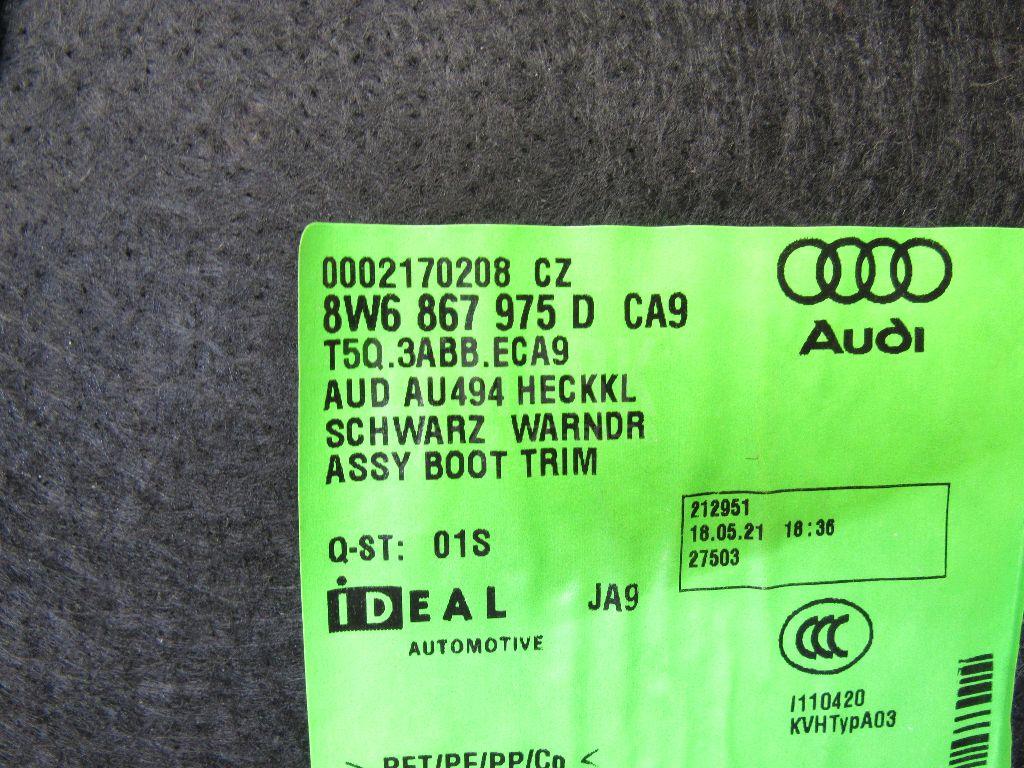 0002170208 CZ
8W6 867 975 D CA9
T5Q.3ABB.ECA9
AUD AU494 HECKKL
SCHWARZ WARNDR
ASSY BOOT TRIM
Audi
212951
18.05.21 16:36
27503
Q-ST: 01S
iDEAL
AUTOMOTIVE
JA9
CCC
I110420
KVHTypA03
> PET/PE/PP/Co <